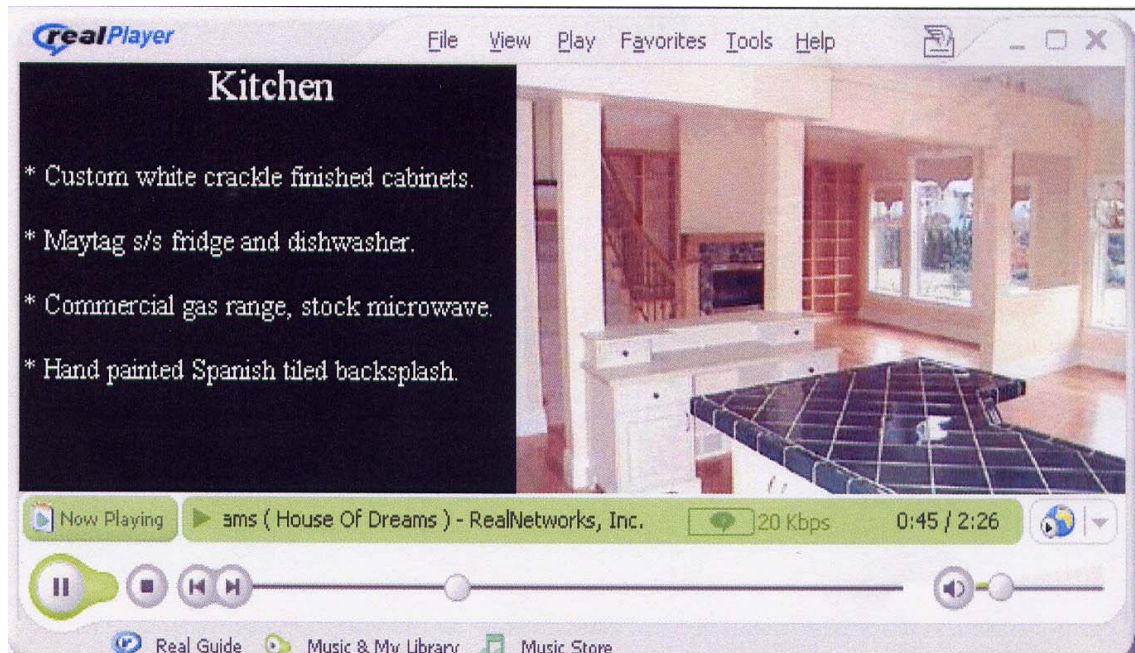 realPlayer
File View Play Favorites Tools Help
Kitchen
* Custom white crackle finished cabinets.
* Maytag s/s fridge and dishwasher.
* Commercial gas range, stock microwave.
* Hand painted Spanish tiled backsplash.
Now Playing ams ( House Of Dreams ) - RealNetworks, Inc. 20 Kbps 0:45 / 2:26
Real Guide Music & My Library Music Store